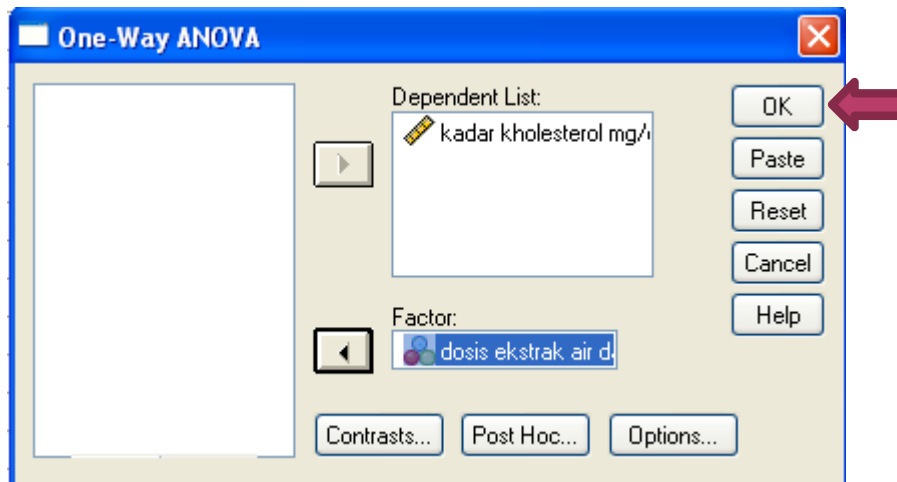 One-Way ANOVA
Dependent List:
kadar kholesterol mg/
Factor:
dosis ekstrak air d
OK
Paste
Reset
Cancel
Help
Contrasts...
Post Hoc...
Options...